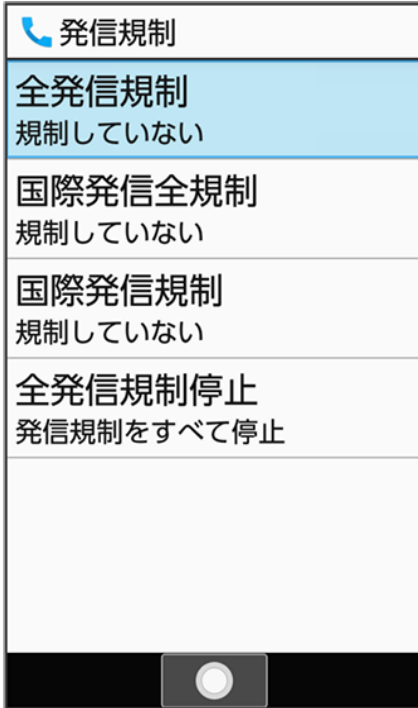 発信規制
全発信規制
規制していない
国際発信全規制
規制していない
国際発信規制
規制していない
全発信規制停止
発信規制をすべて停止